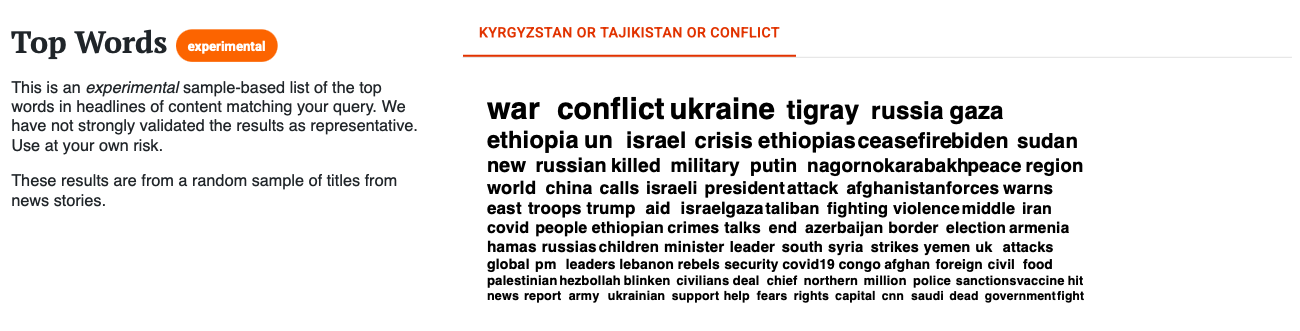 Top Words experimental
This is an experimental sample-based list of the top
words in headlines of content matching your query. We
have not strongly validated the results as representative.
Use at your own risk.
These results are from a random sample of titles from
news stories.
KYRGYZSTAN OR TAJIKISTAN OR CONFLICT
war conflict ukraine tigray russia gaza
ethiopia un israel crisis ethiopias ceasefire biden sudan
new russian killed military putin nagornokarabakh peace region
world china calls israeli president attack afghanistan forces warns
east troops trump aid israelgaza taliban fighting violence middle iran
covid people ethiopian crimes talks end azerbaijan border election armenia
hamas russias children minister leader south syria strikes yemen uk attacks
global pm leaders lebanon rebels security covid19 congo afghan foreign civil food
palestinian hezbollah blinken civilians deal chief northern million police sanctions vaccine hit
news report army ukrainian support help fears rights capital cnn saudi dead government fight